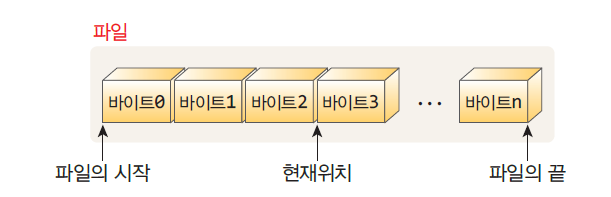 파일
바이트0 바이트1 바이트2 바이트3 ... 바이트n
파일의 시작 현재위치 파일의 끝